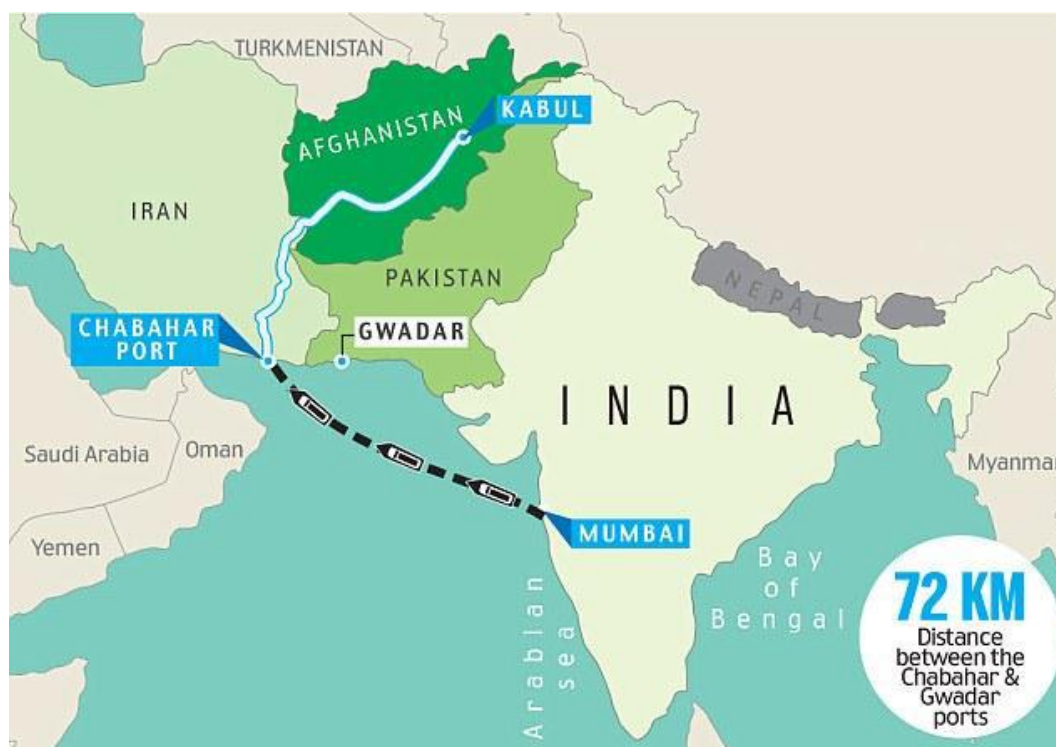 TURKMENISTAN
KABUL
AFGHANISTAN
IRAN
PAKISTAN
NEPAL
CHABAHAR
PORT
GWADAR
INDIA
Saudi Arabia
Oman
Myanmar
Yemen
MUMBAI
Arabian
sea
Bay
of
Bengal
72 KM
Distance
between the
Chabahar &
Gwadar
ports